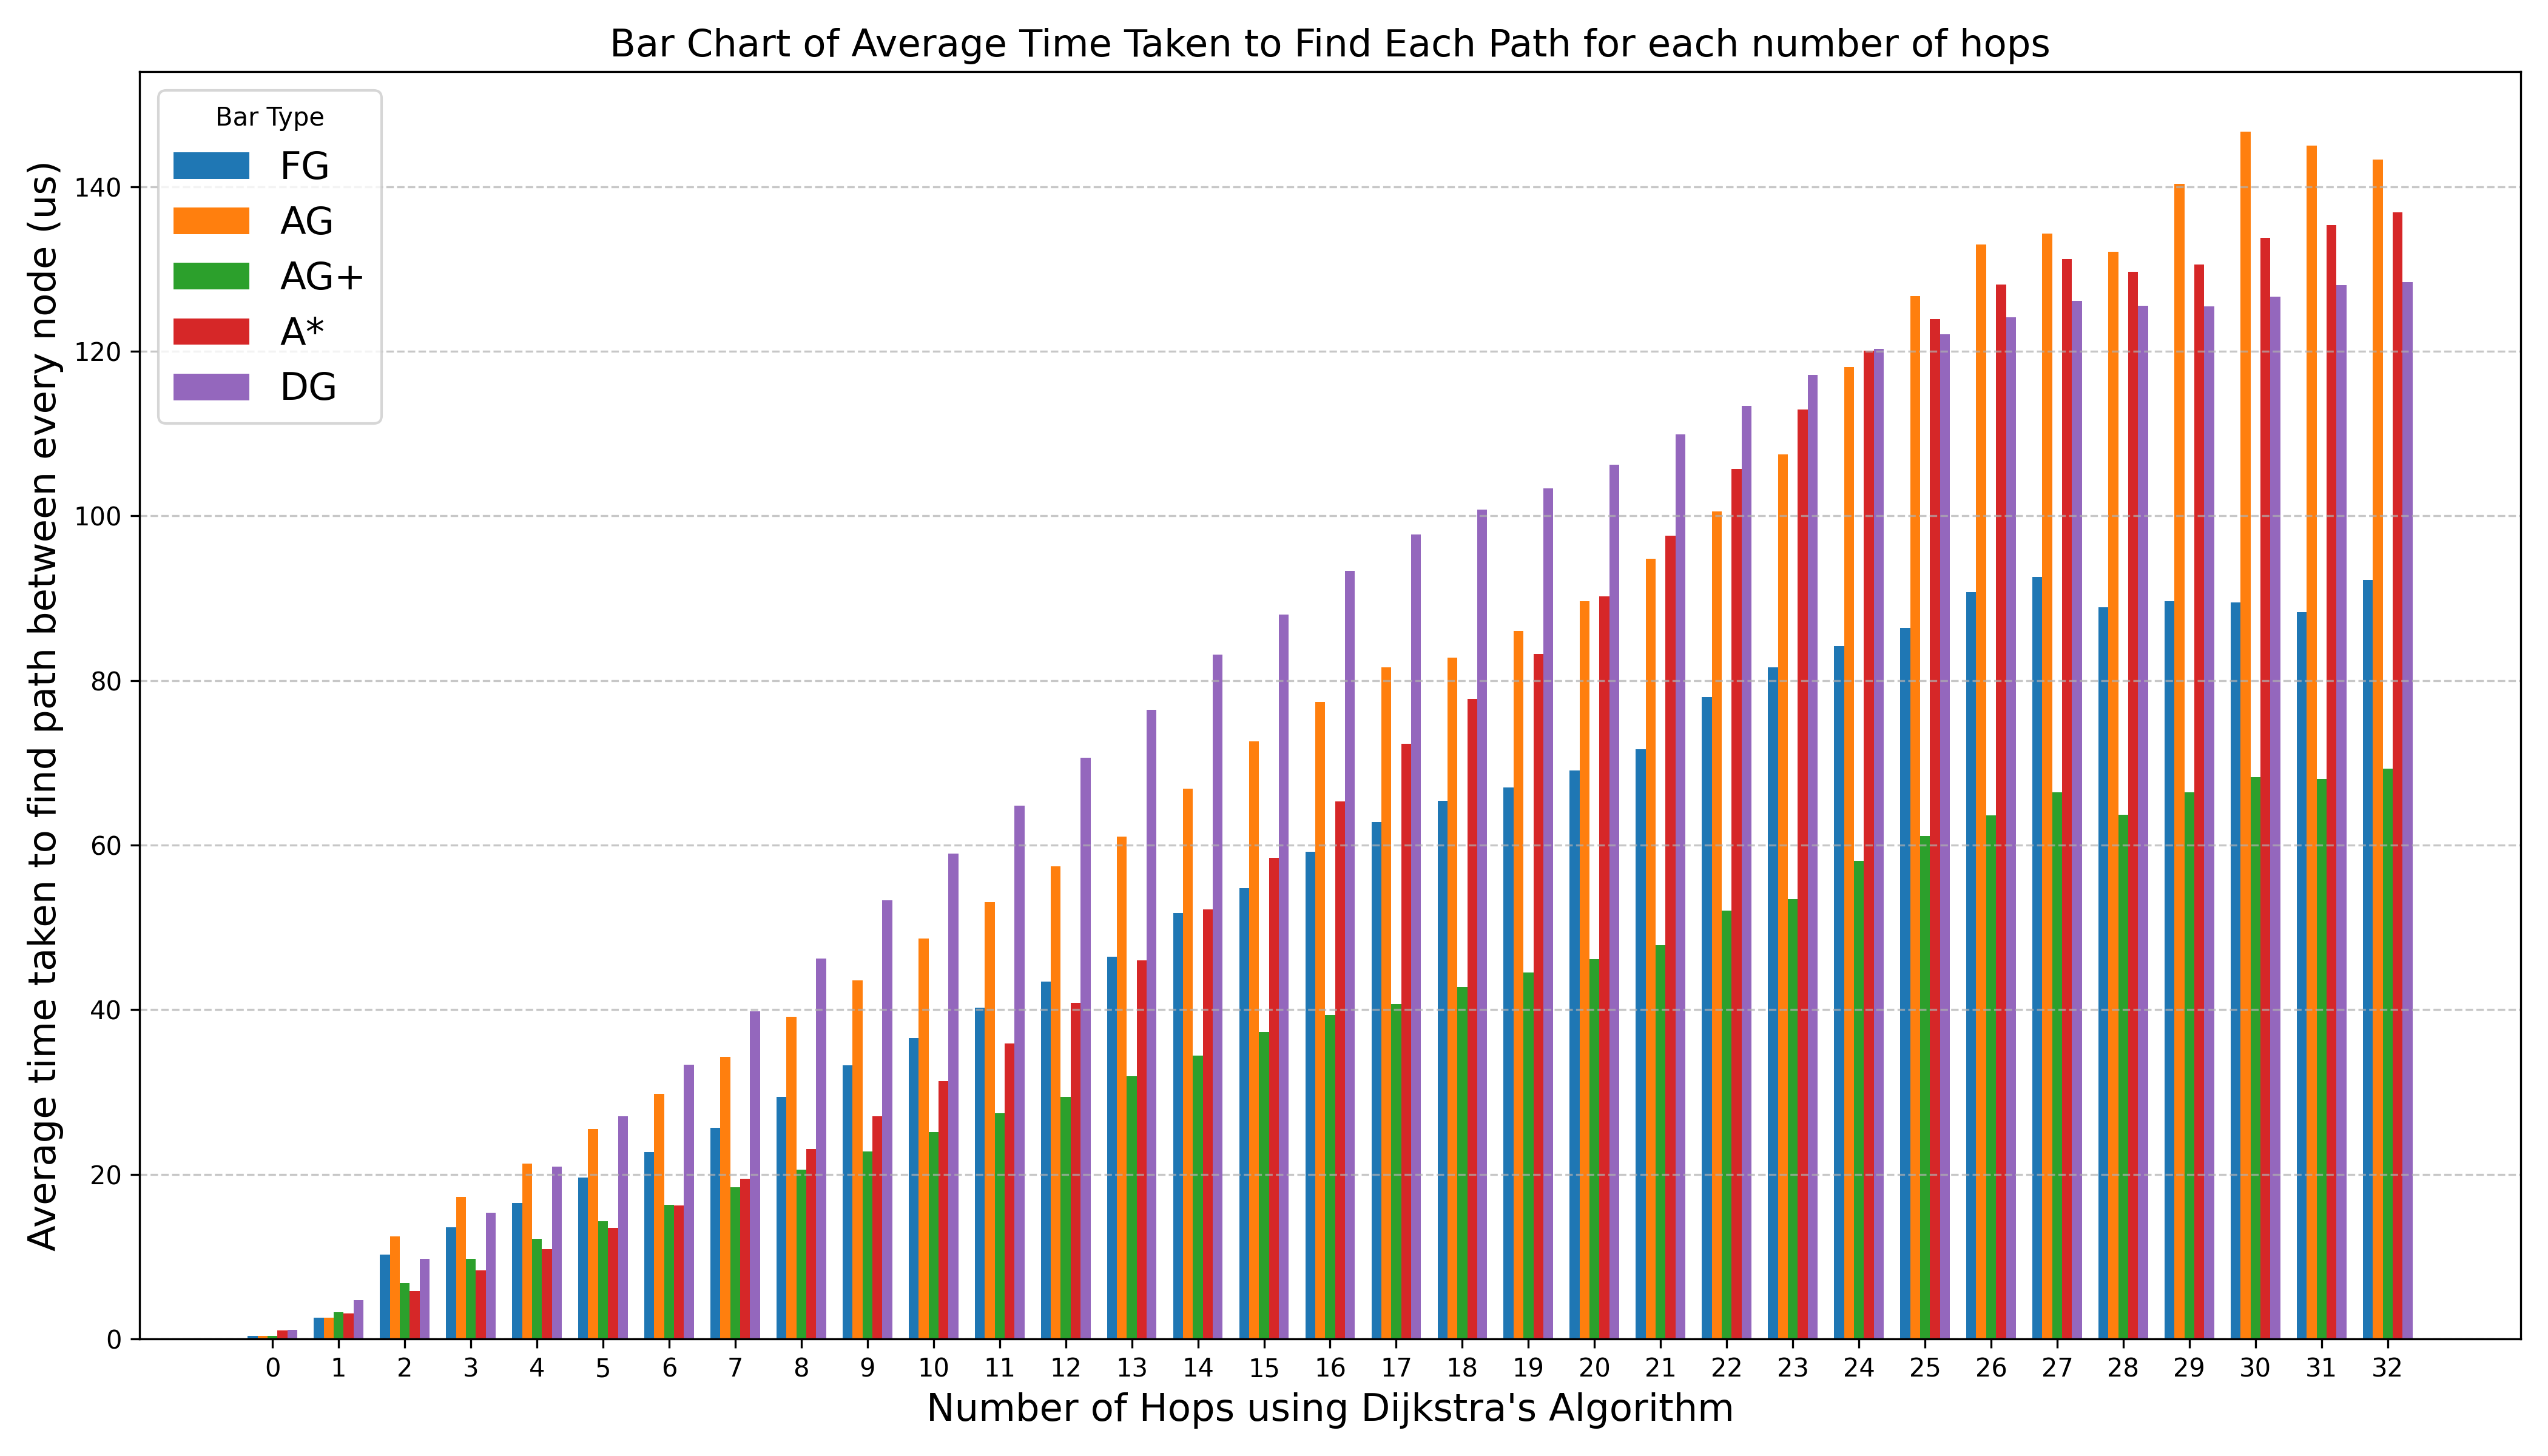 Bar Chart of Average Time Taken to Find Each Path for each number of hops
Bar Type
FG
AG
AG+
A*
DG
Average time taken to find path between every node (us)
140
120
100
80
60
40
20
0
0 1 2 3 4 5 6 7 8 9 10 11 12 13 14 15 16 17 18 19 20 21 22 23 24 25 26 27 28 29 30 31 32
Number of Hops using Dijkstra's Algorithm